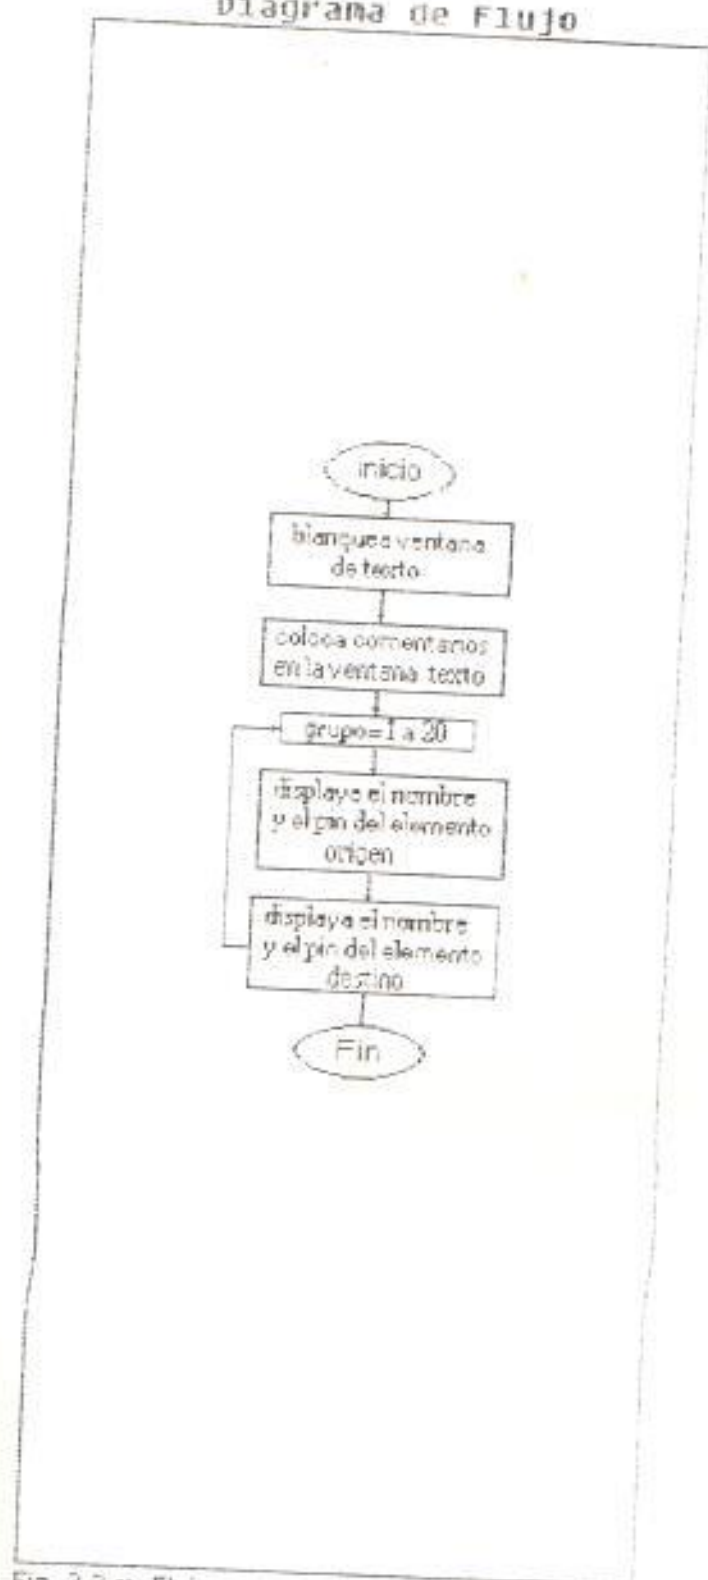 Diagrama de Flujo
inicio
blanquea ventana
de texto
coloca comentarios
en la ventana texto
grupo=1 a 20
displaya el nombre
y el pin del elemento
origen
displaya el nombre
y el pin del elemento
destino
Fin
Fig.